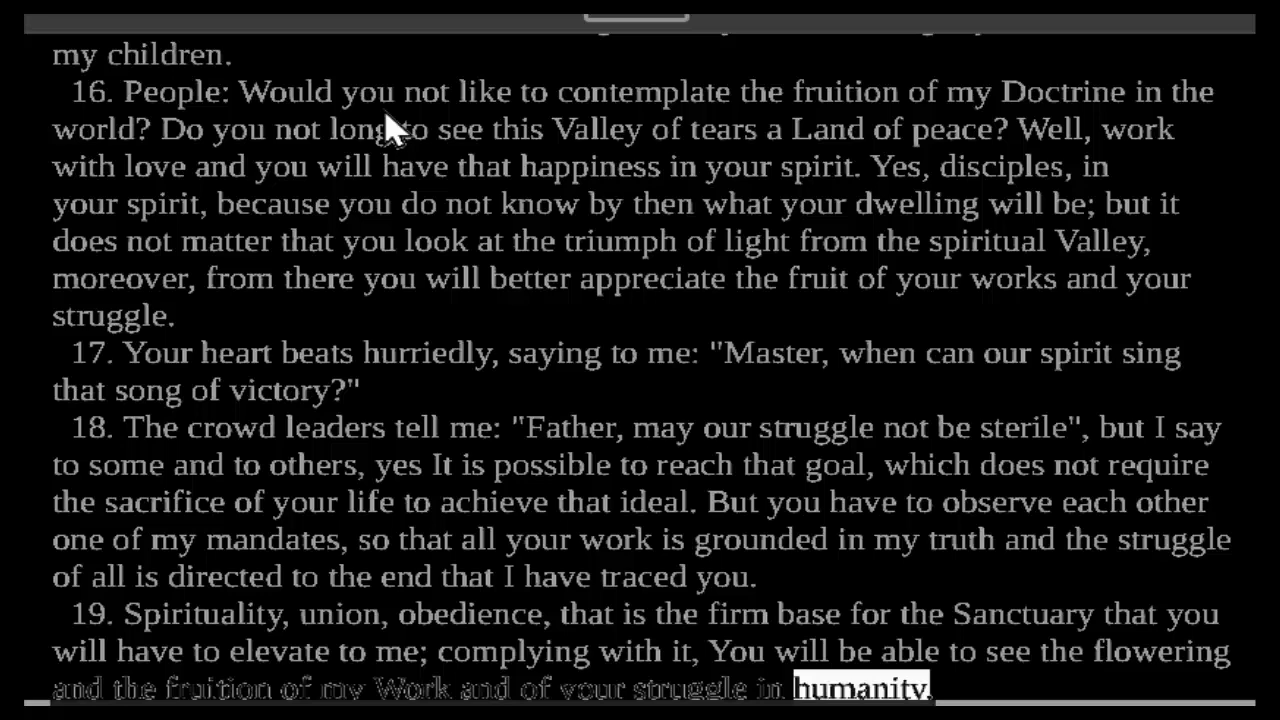 my children.
16. People: Would you not like to contemplate the fruition of my Doctrine in the
world? Do you not long to see this Valley of tears a Land of peace? Well, work
with love and you will have that happiness in your spirit. Yes, disciples, in
your spirit, because you do not know by then what your dwelling will be; but it
does not matter that you look at the triumph of light from the spiritual Valley,
moreover, from there you will better appreciate the fruit of your works and your
struggle.
17. Your heart beats hurriedly, saying to me: "Master, when can our spirit sing
that song of victory?"
18. The crowd leaders tell me: "Father, may our struggle not be sterile", but I say
to some and to others, yes It is possible to reach that goal, which does not require
the sacrifice of your life to achieve that ideal. But you have to observe each other
one of my mandates, so that all your work is grounded in my truth and the struggle
of all is directed to the end that I have traced you.
19. Spirituality, union, obedience, that is the firm base for the Sanctuary that you
will have to elevate to me; complying with it, You will be able to see the flowering
and the fruition of my Work and of your struggle in humanity.